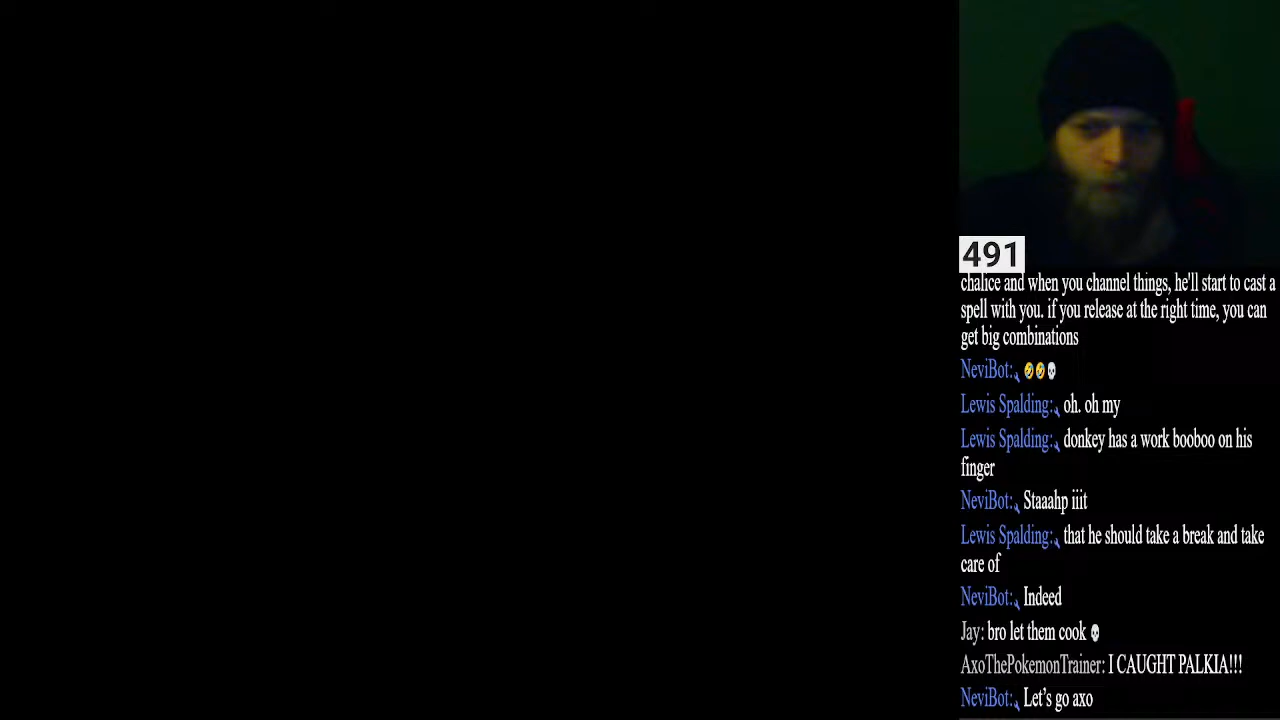 491
chalice and when you channel things, he'll start to cast a
spell with you. if you release at the right time, you can
get big combinations
NeviBot: 🤣🤣💀
Lewis Spalding: oh. oh my
Lewis Spalding: donkey has a work booboo on his
finger
NeviBot: Staaahp iiit
Lewis Spalding: that he should take a break and take
care of
NeviBot: Indeed
Jay: bro let them cook 💀
AxoThePokemonTrainer: I CAUGHT PALKIA!!!
NeviBot: Let’s go axo